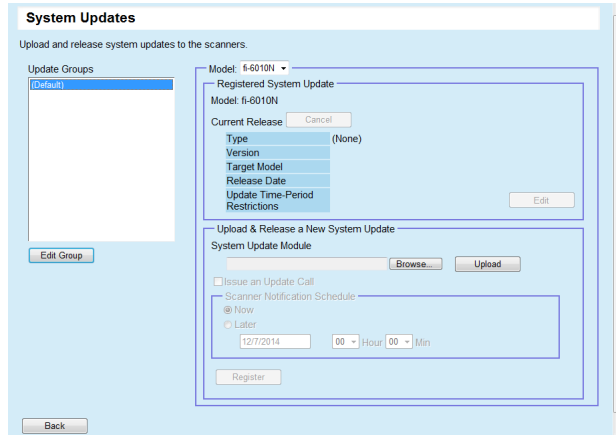 System Updates
Upload and release system updates to the scanners.
Update Groups
(Default)
Edit Group
Model: fi-6010N
Registered System Update
Model: fi-6010N
Current Release Cancel
Type (None)
Version
Target Model
Release Date
Update Time-Period
Restrictions
Edit
Upload & Release a New System Update
System Update Module
Browse... Upload
Issue an Update Call
Scanner Notification Schedule
Now
Later
12/7/2014 00 Hour 00 Min
Register
Back